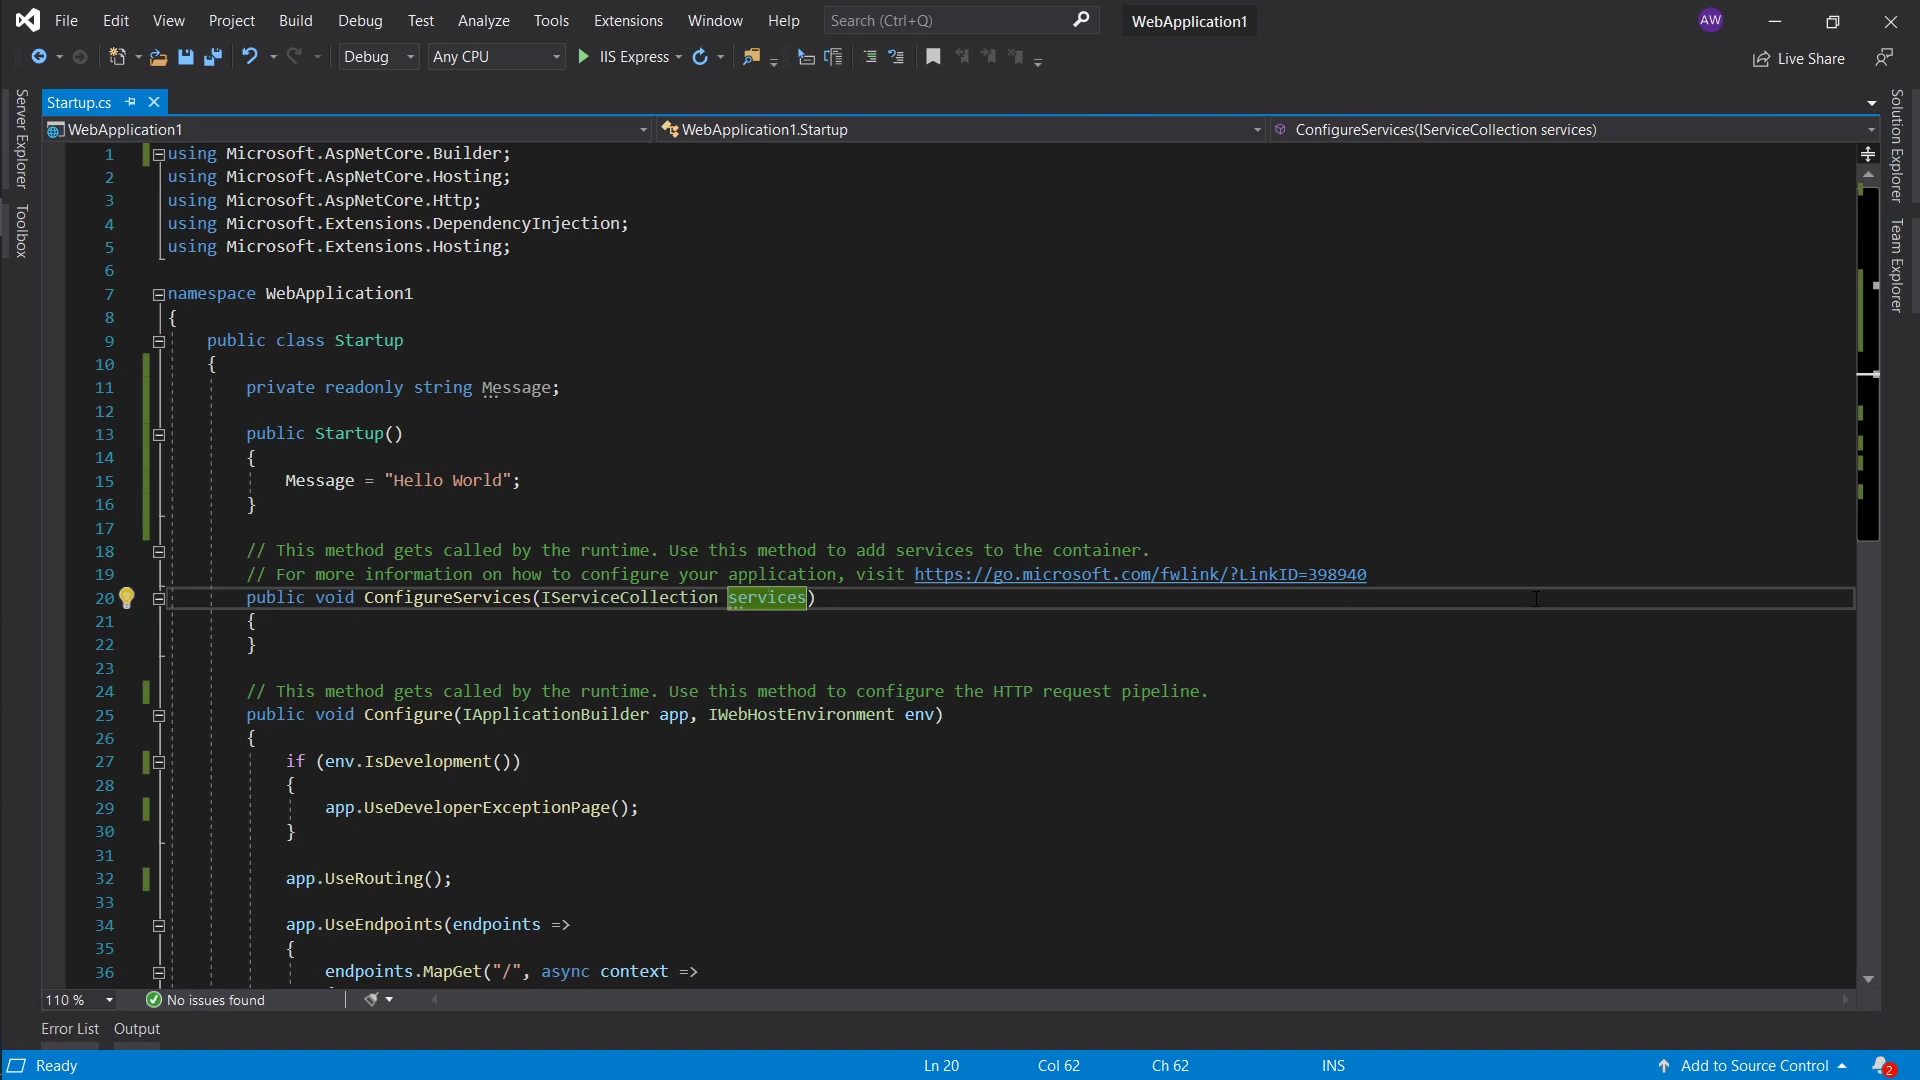 File Edit View Project Build Debug Test Analyze Tools Extensions Window Help Search (Ctrl+Q) WebApplication1 AW
Debug Any CPU IIS Express Live Share
Server Explorer
Toolbox
Startup.cs
WebApplication1 WebApplication1.Startup ConfigureServices(IServiceCollection services)
1 using Microsoft.AspNetCore.Builder;
2 using Microsoft.AspNetCore.Hosting;
3 using Microsoft.AspNetCore.Http;
4 using Microsoft.Extensions.DependencyInjection;
5 using Microsoft.Extensions.Hosting;
6
7 namespace WebApplication1
8 {
9 public class Startup
10 {
11 private readonly string Message;
12
13 public Startup()
14 {
15 Message = "Hello World";
16 }
17
18 // This method gets called by the runtime. Use this method to add services to the container.
19 // For more information on how to configure your application, visit https://go.microsoft.com/fwlink/?LinkID=398940
20 public void ConfigureServices(IServiceCollection services)
21 {
22 }
23
24 // This method gets called by the runtime. Use this method to configure the HTTP request pipeline.
25 public void Configure(IApplicationBuilder app, IWebHostEnvironment env)
26 {
27 if (env.IsDevelopment())
28 {
29 app.UseDeveloperExceptionPage();
30 }
31
32 app.UseRouting();
33
34 app.UseEndpoints(endpoints =>
35 {
36 endpoints.MapGet("/", async context =>
Solution Explorer
Team Explorer
110 % No issues found
Error List Output
Ready Ln 20 Col 62 Ch 62 INS Add to Source Control 2